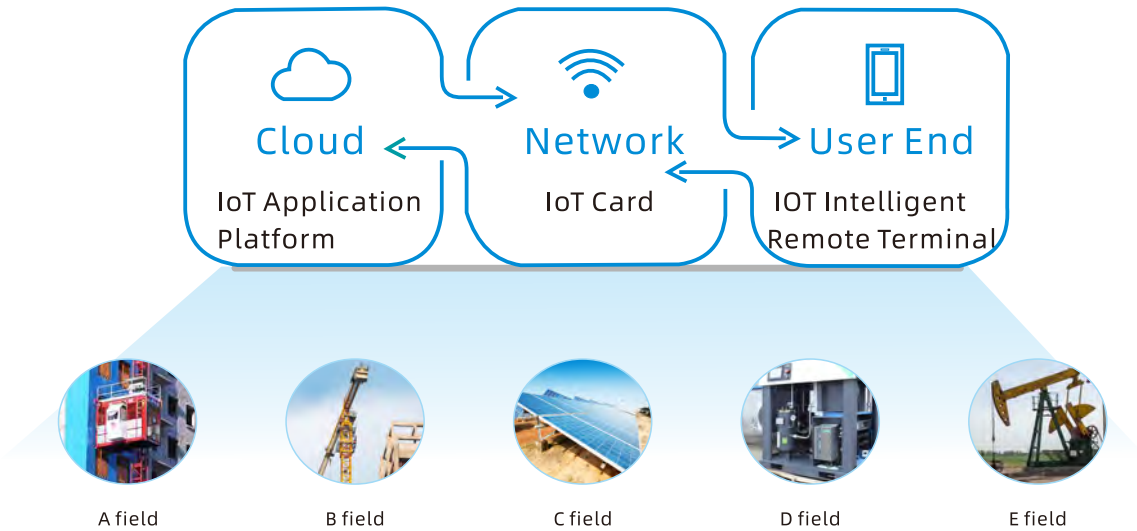 Cloud
Network
User End
IoT Application
Platform
IoT Card
IOT Intelligent
Remote Terminal
A field
B field
C field
D field
E field